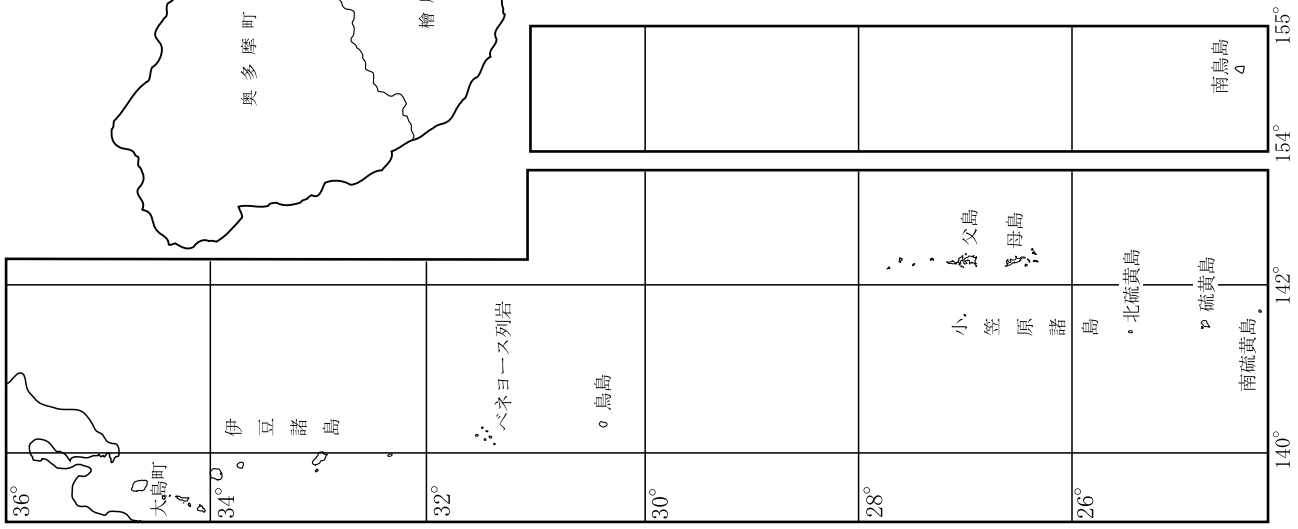 奥多摩町
檜
36°
34°
32°
30°
28°
26°
140°
142°
154°
155°
大島町
伊豆諸島
ベネヨース列岩
鳥島
小笠原諸島
父島
母島
北硫黄島
硫黄島
南硫黄島
南鳥島